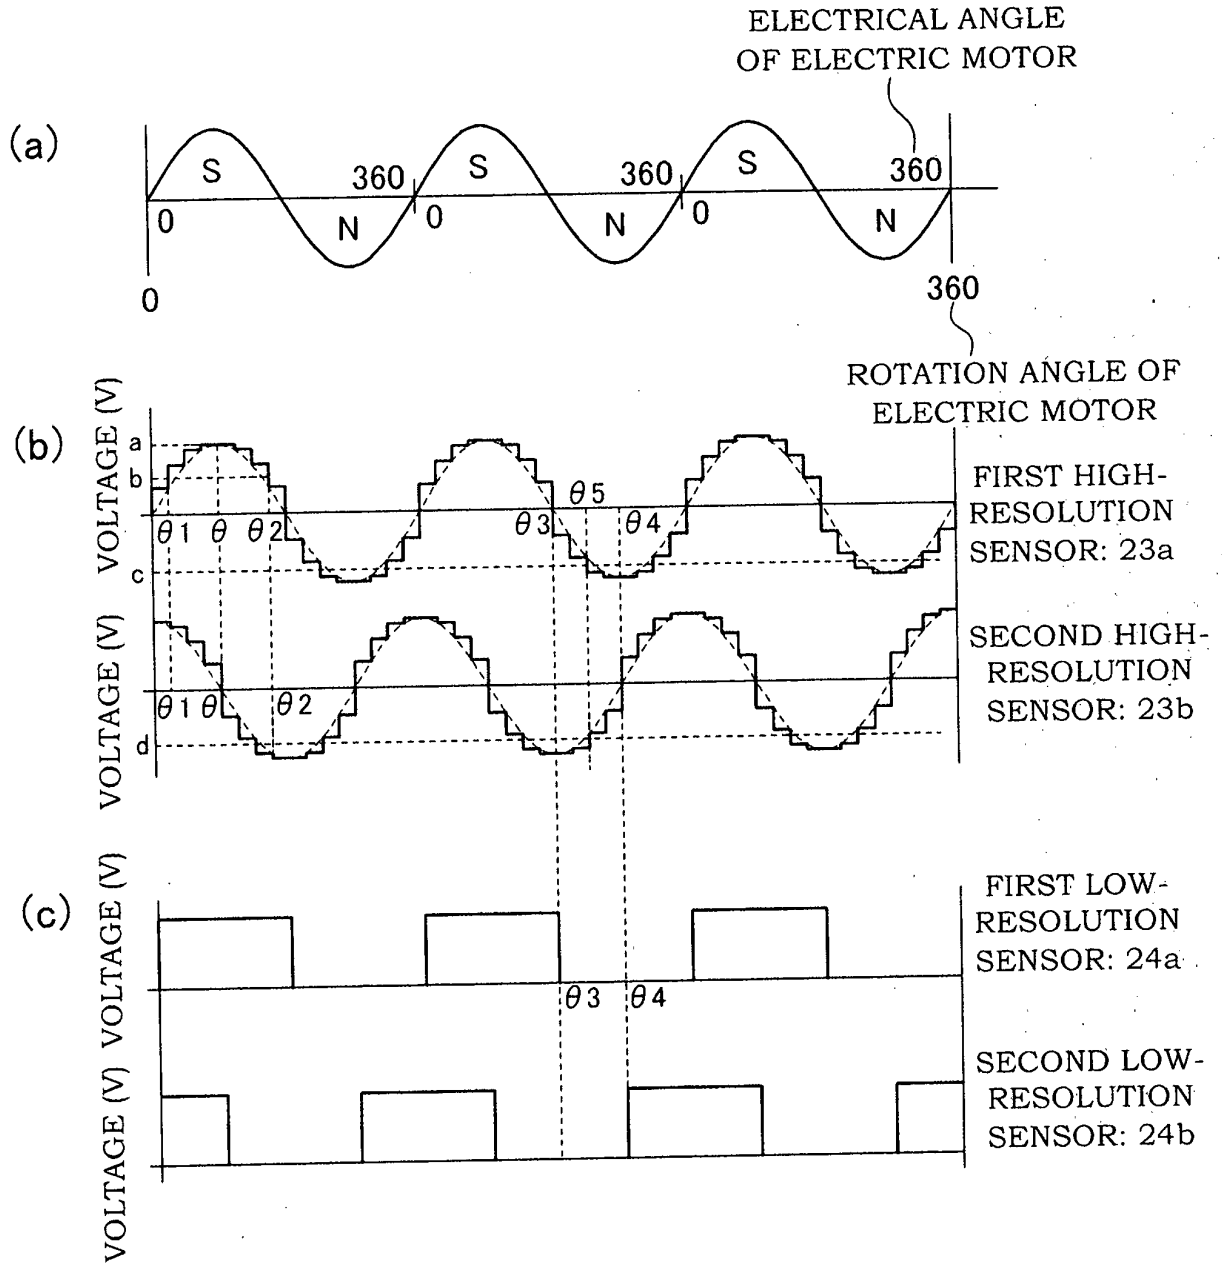 ELECTRICAL ANGLE
OF ELECTRIC MOTOR
(a)
S
360
S
360
S
360
0
N
0
N
0
N
0
360
ROTATION ANGLE OF
ELECTRIC MOTOR
(b)
VOLTAGE (V)
a
b
c
θ1
θ
θ2
θ3
θ5
θ4
FIRST HIGH-
RESOLUTION
SENSOR: 23a
VOLTAGE (V)
d
θ1
θ
θ2
SECOND HIGH-
RESOLUTION
SENSOR: 23b
(c)
VOLTAGE (V)
θ3
θ4
FIRST LOW-
RESOLUTION
SENSOR: 24a
VOLTAGE (V)
SECOND LOW-
RESOLUTION
SENSOR: 24b